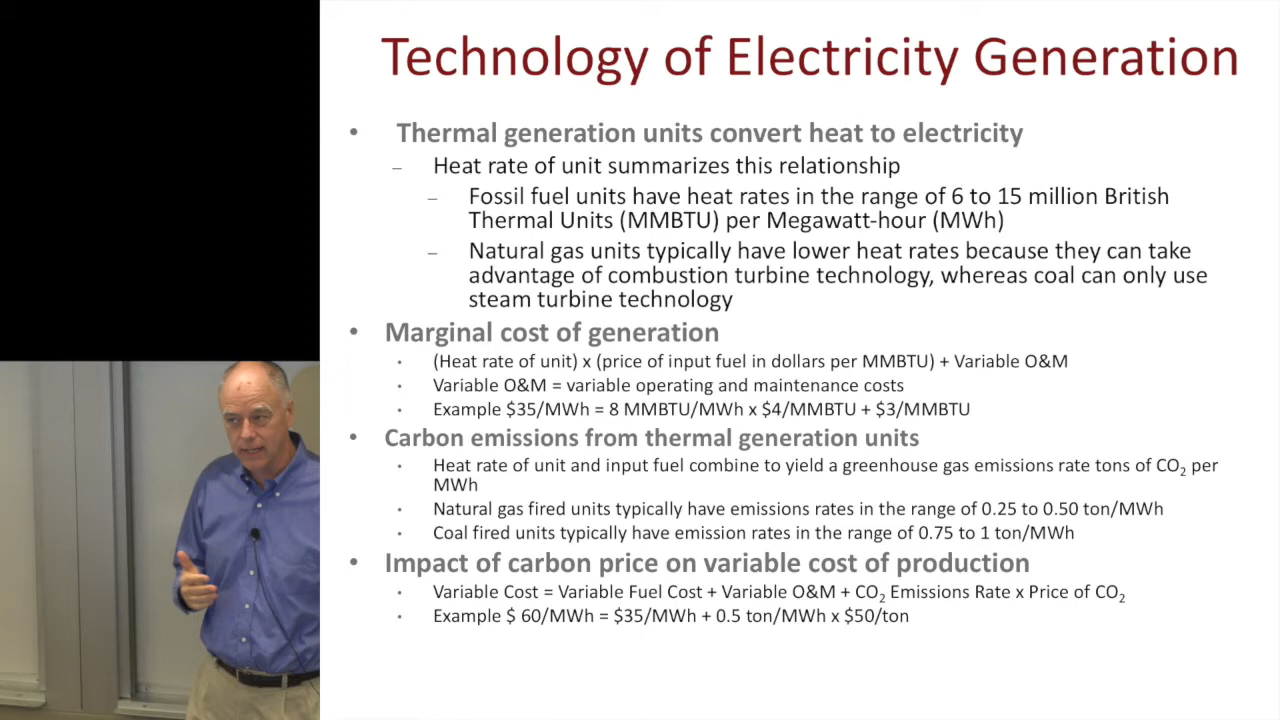 Technology of Electricity Generation
• Thermal generation units convert heat to electricity
– Heat rate of unit summarizes this relationship
– Fossil fuel units have heat rates in the range of 6 to 15 million British
Thermal Units (MMBTU) per Megawatt-hour (MWh)
– Natural gas units typically have lower heat rates because they can take
advantage of combustion turbine technology, whereas coal can only use
steam turbine technology
• Marginal cost of generation
• (Heat rate of unit) x (price of input fuel in dollars per MMBTU) + Variable O&M
• Variable O&M = variable operating and maintenance costs
• Example $35/MWh = 8 MMBTU/MWh x $4/MMBTU + $3/MMBTU
• Carbon emissions from thermal generation units
• Heat rate of unit and input fuel combine to yield a greenhouse gas emissions rate tons of CO₂ per
MWh
• Natural gas fired units typically have emissions rates in the range of 0.25 to 0.50 ton/MWh
• Coal fired units typically have emission rates in the range of 0.75 to 1 ton/MWh
• Impact of carbon price on variable cost of production
• Variable Cost = Variable Fuel Cost + Variable O&M + CO₂ Emissions Rate x Price of CO₂
• Example $ 60/MWh = $35/MWh + 0.5 ton/MWh x $50/ton